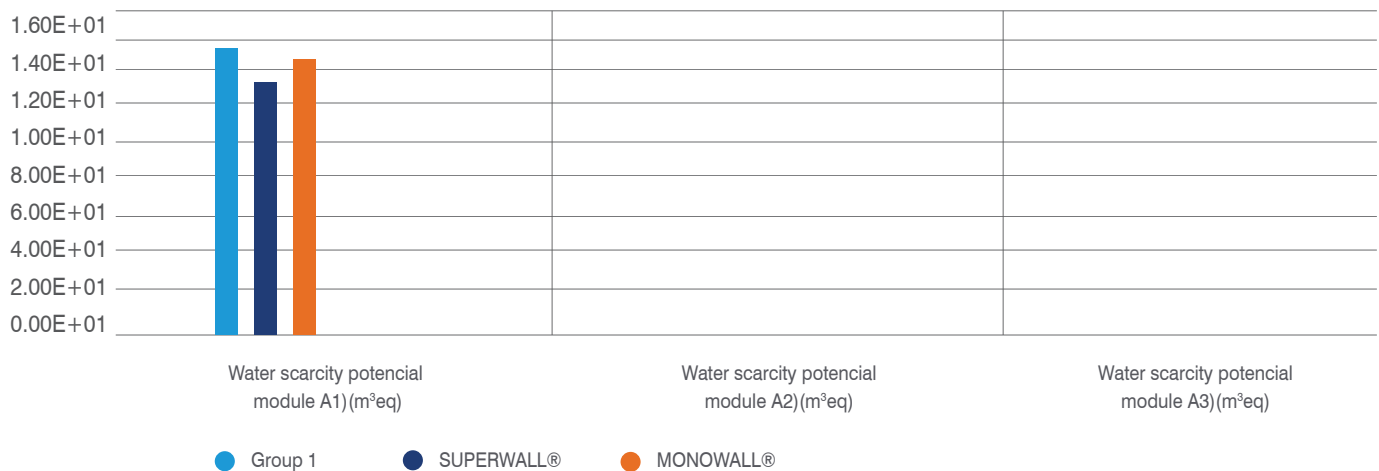 1.60E+01
1.40E+01
1.20E+01
1.00E+01
8.00E+01
6.00E+01
4.00E+01
2.00E+01
0.00E+01
Water scarcity potencial
module A1)(m³eq)
Water scarcity potencial
module A2)(m³eq)
Water scarcity potencial
module A3)(m³eq)
Group 1
SUPERWALL®
MONOWALL®